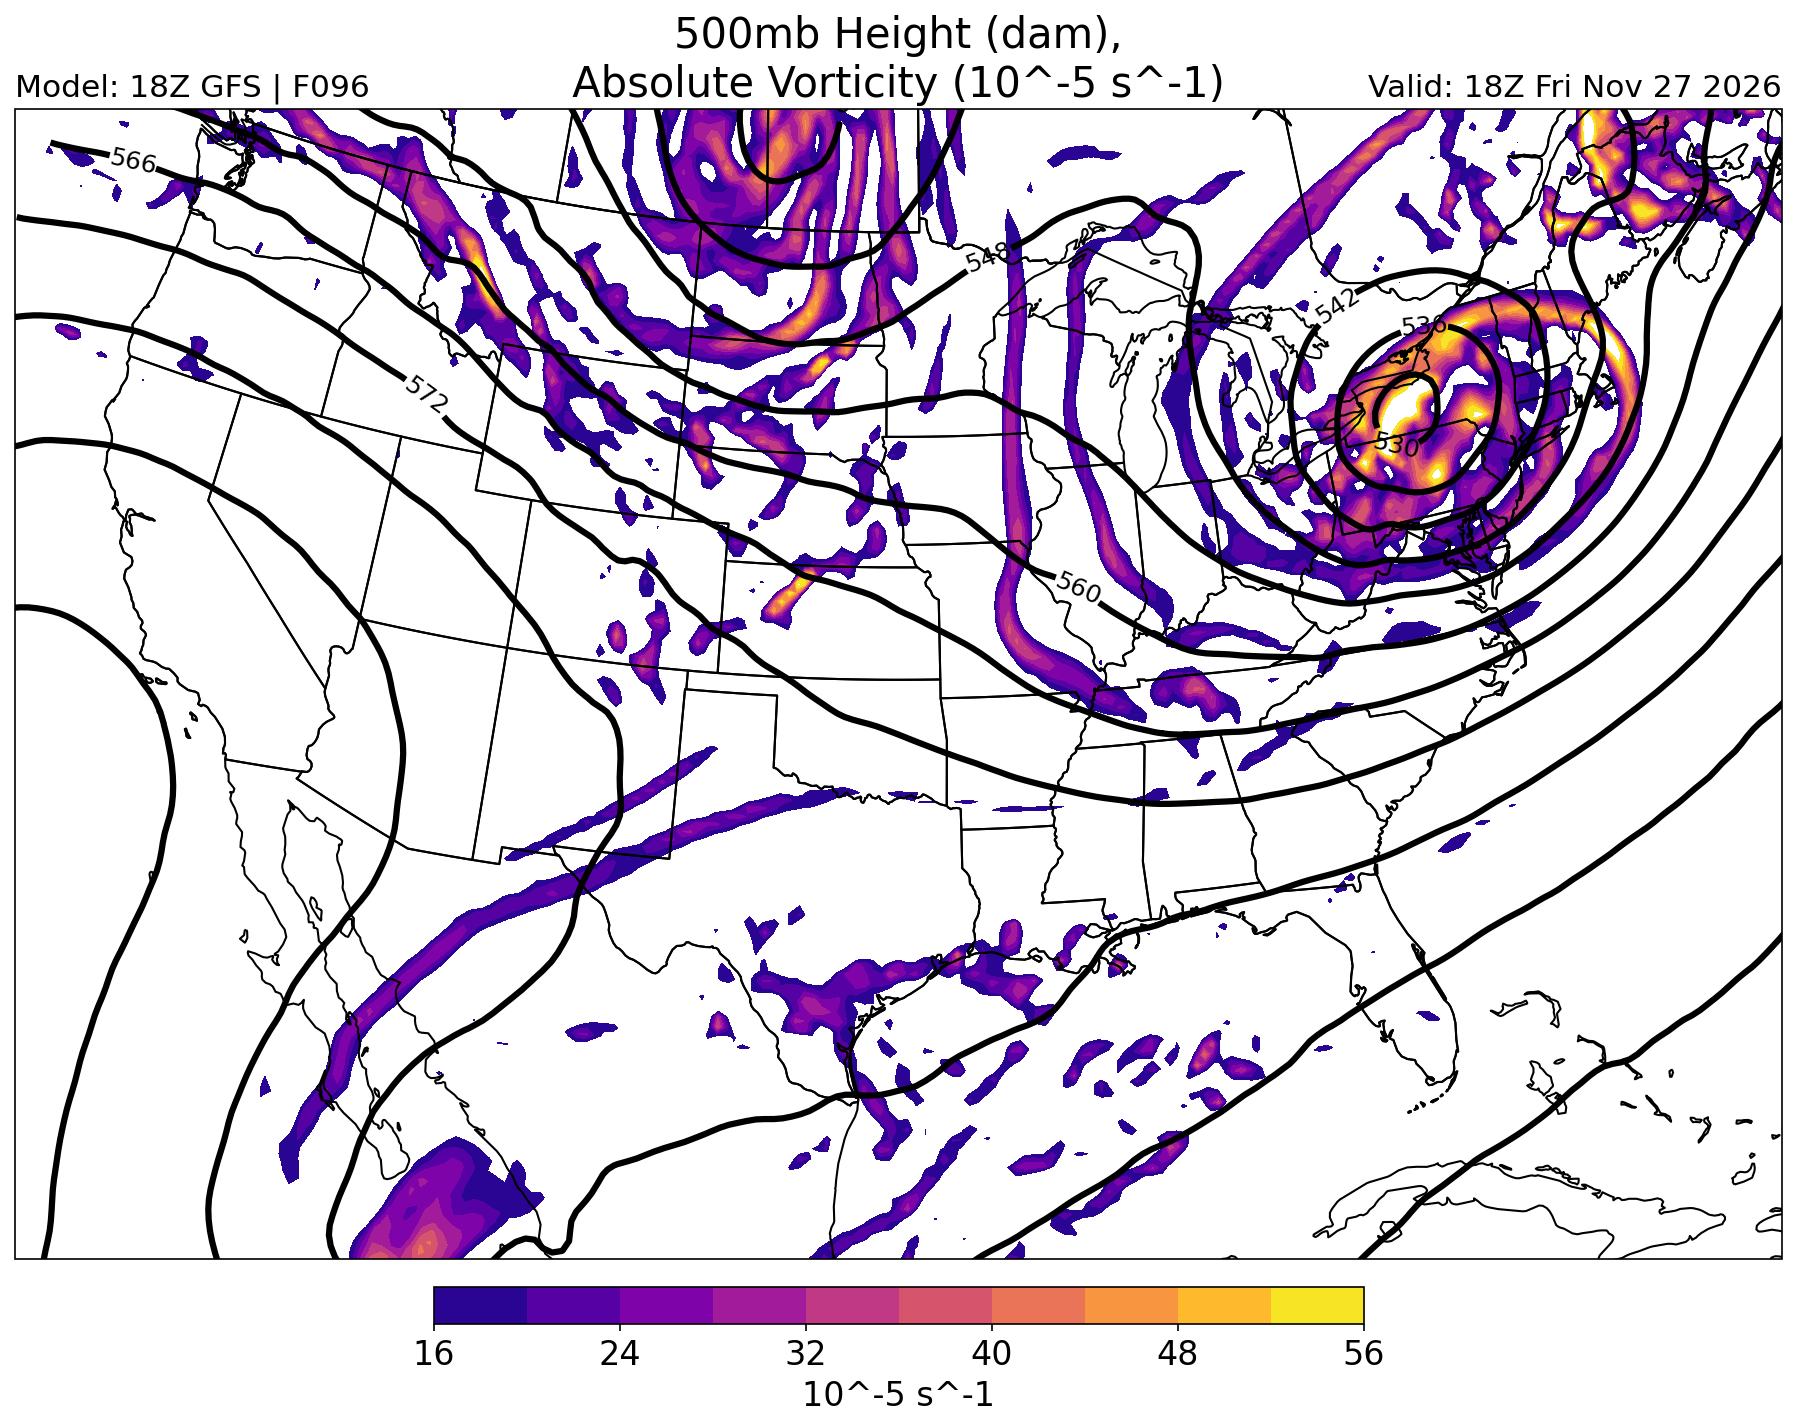 500mb Height (dam),
Absolute Vorticity (10^-5 s^-1)
Model: 18Z GFS | F096
Valid: 18Z Fri Nov 27 2026
566
548
542
536
572
530
560
16 24 32 40 48 56
10^-5 s^-1